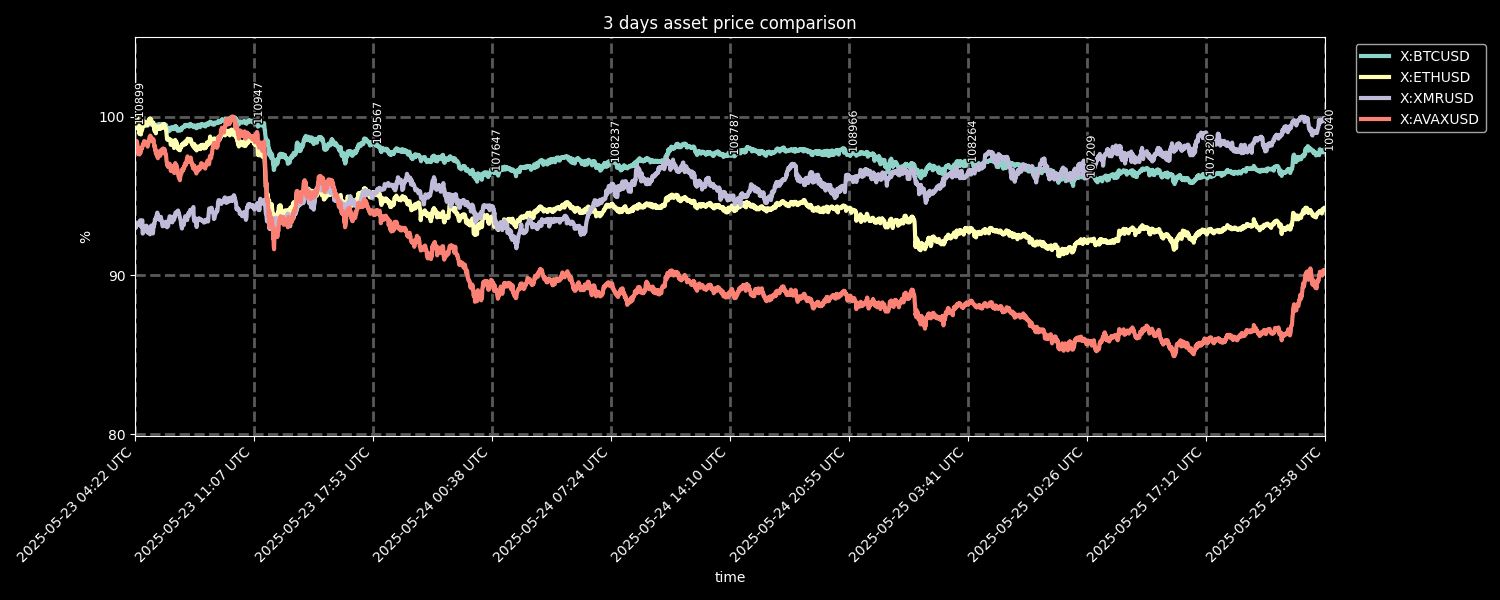 3 days asset price comparison
X:BTCUSD
X:ETHUSD
X:XMRUSD
X:AVAXUSD
%
100
90
80
110899
110947
109567
107647
108237
108787
108966
108264
107209
107320
109040
2025-05-23 04:22 UTC
2025-05-23 11:07 UTC
2025-05-23 17:53 UTC
2025-05-24 00:38 UTC
2025-05-24 07:24 UTC
2025-05-24 14:10 UTC
2025-05-24 20:55 UTC
2025-05-25 03:41 UTC
2025-05-25 10:26 UTC
2025-05-25 17:12 UTC
2025-05-25 23:58 UTC
time